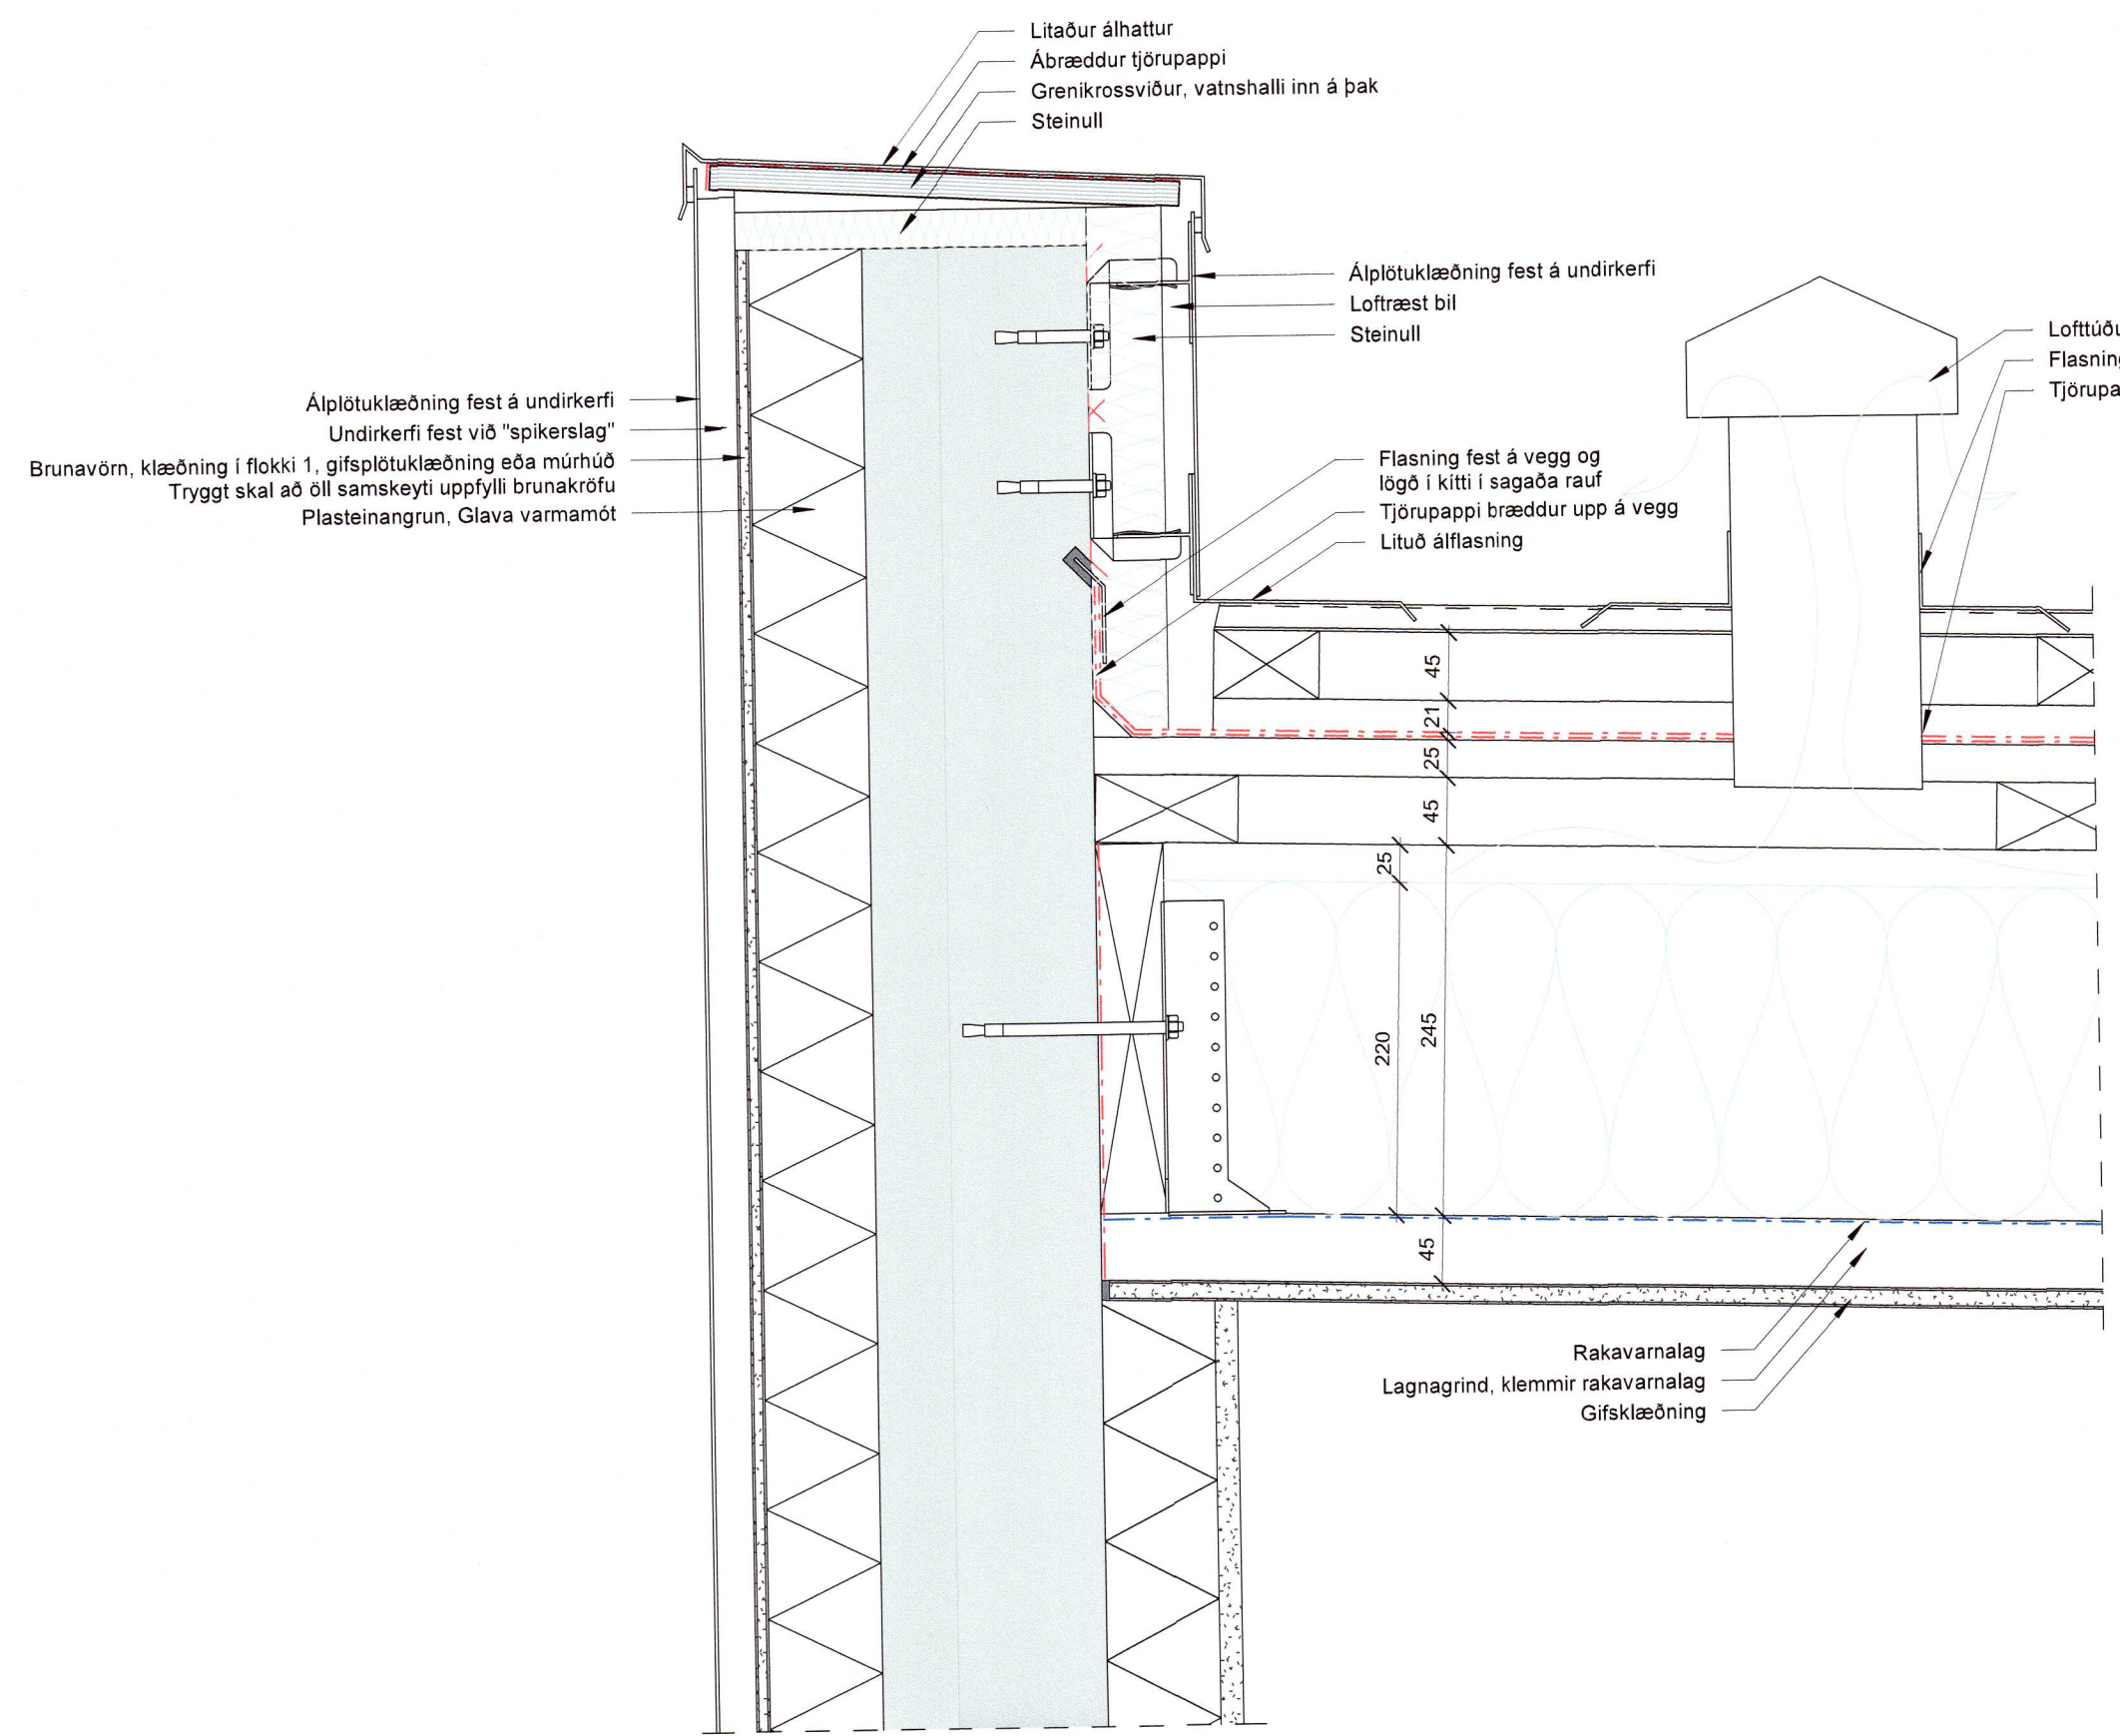 Litaður álhattur
Ábræddur tjörupappi
Grenikrossviður, vatnshalli inn á þak
Steinull
Álplötuklæðning fest á undirkerfi
Loftræst bil
Steinull
Lofttúðu
Flasning
Tjörupa
Álplötuklæðning fest á undirkerfi
Undirkerfi fest við "spikerslag"
Brunavörn, klæðning í flokki 1, gifsplötuklæðning eða múrhúð
Tryggt skal að öll samskeyti uppfylli brunakröfu
Plasteinangrun, Glava varmamót
Flasning fest á vegg og
lögð í kítti í sagaða rauf
Tjörupappi bræddur upp á vegg
Lituð álflasning
45
21
25
45
25
220
245
45
Rakavarnalag
Lagnagrind, klemmir rakavarnalag
Gifsklæðning